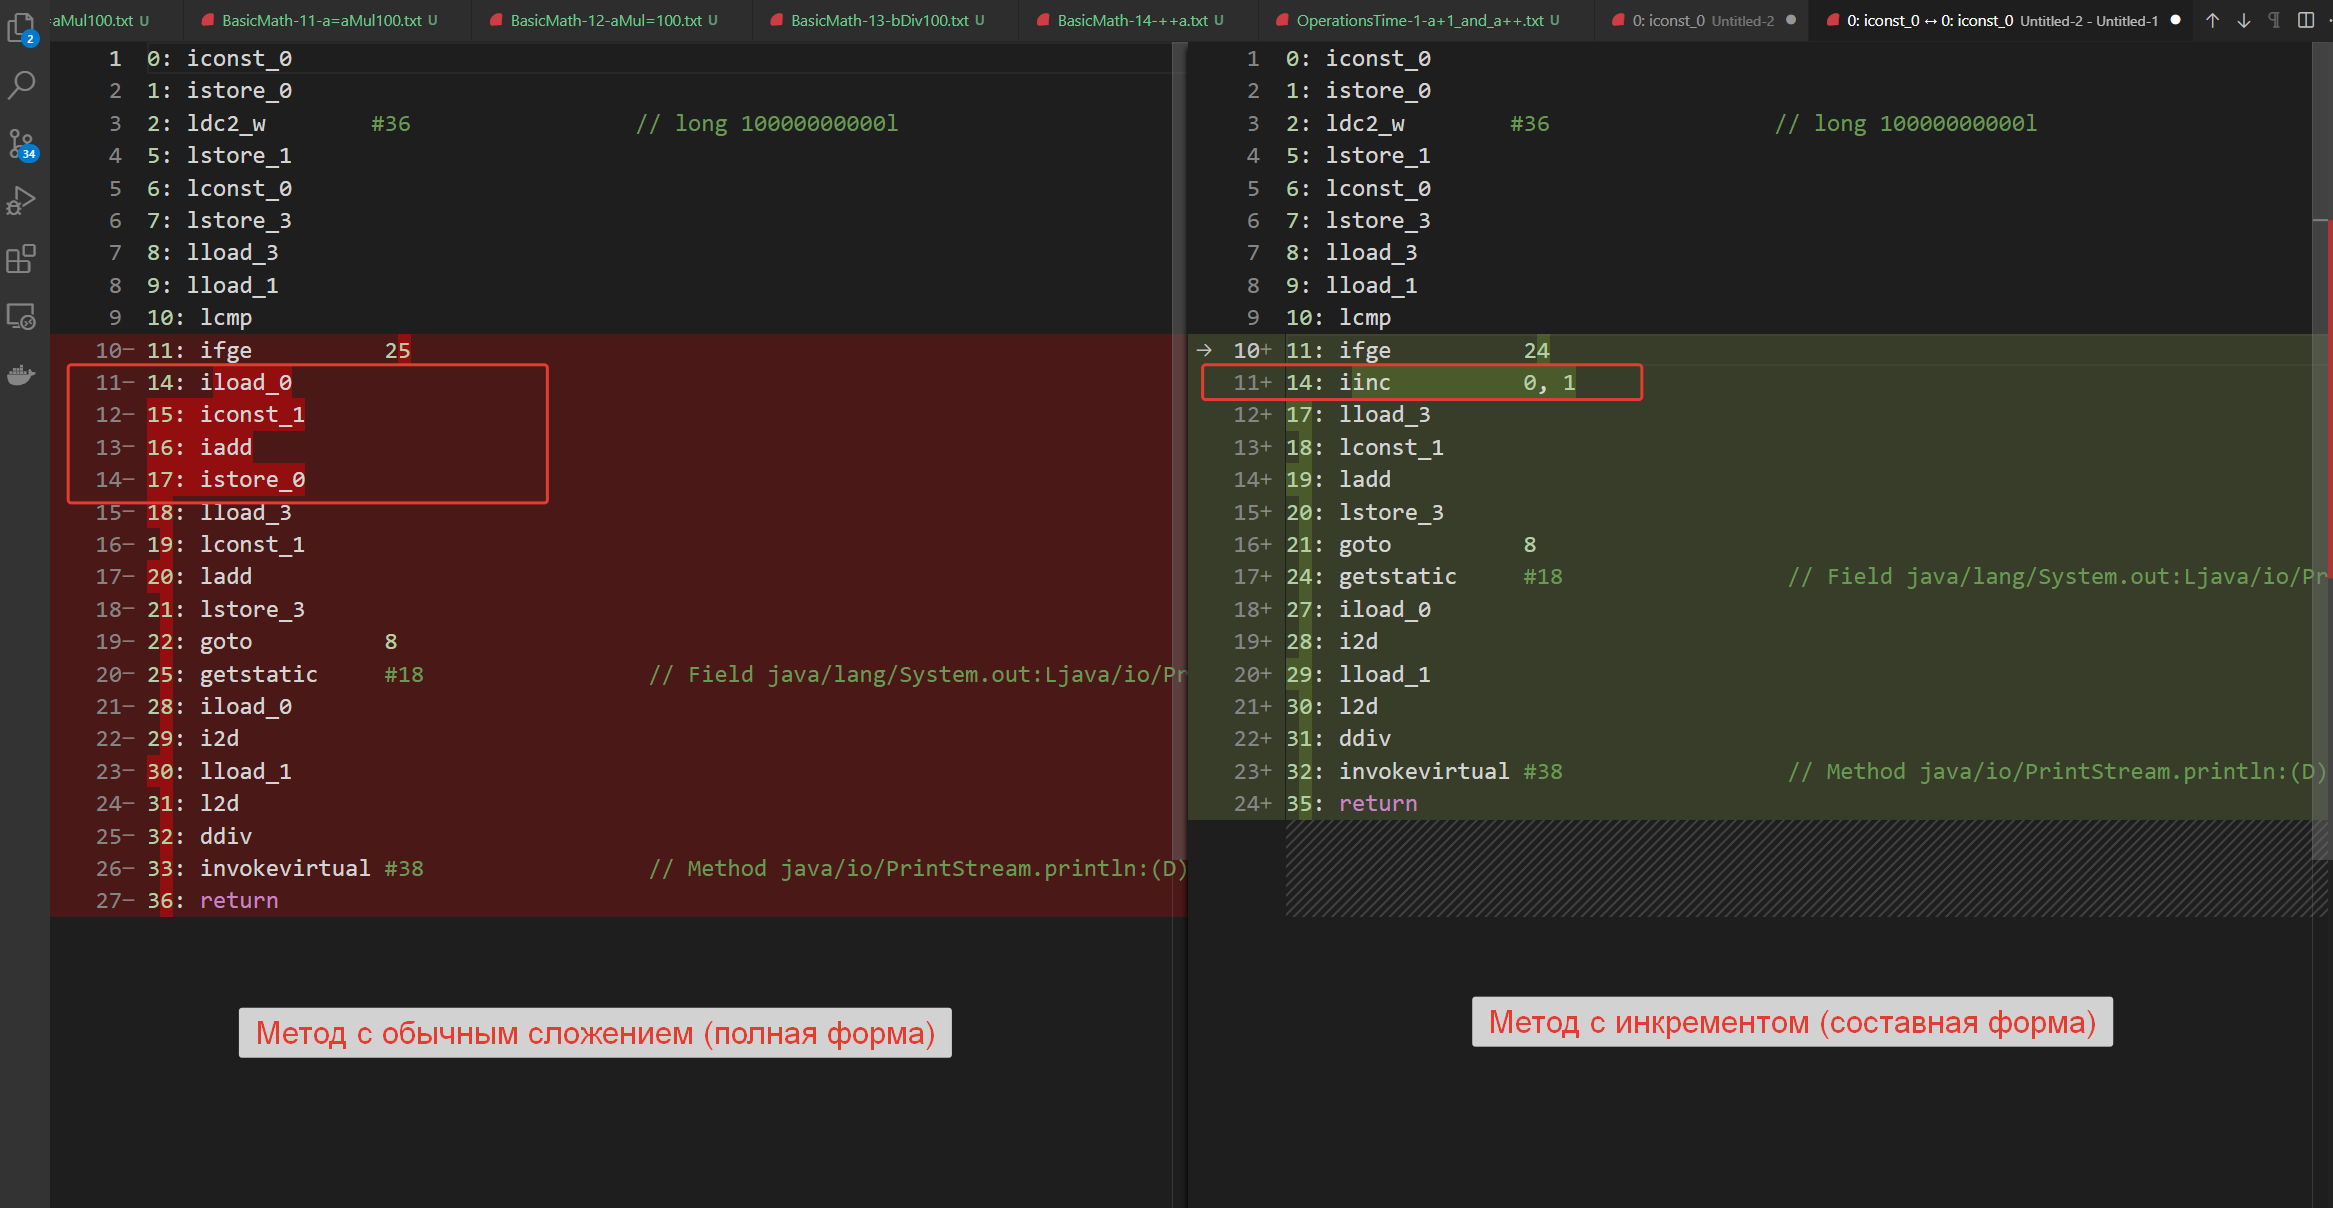 =aMul100.txt U BasicMath-11-a=aMul100.txt U BasicMath-12-aMul=100.txt U BasicMath-13-bDiv100.txt U BasicMath-14-++a.txt U OperationsTime-1-a+1_and_a++.txt U 0: iconst_0 Untitled-2 0: iconst_0 ↔ 0: iconst_0 Untitled-2 - Untitled-1
2
34
1 0: iconst_0
2 1: istore_0
3 2: ldc2_w #36 // long 10000000000l
4 5: lstore_1
5 6: lconst_0
6 7: lstore_3
7 8: lload_3
8 9: lload_1
9 10: lcmp
10− 11: ifge 25
11− 14: iload_0
12− 15: iconst_1
13− 16: iadd
14− 17: istore_0
15− 18: lload_3
16− 19: lconst_1
17− 20: ladd
18− 21: lstore_3
19− 22: goto 8
20− 25: getstatic #18 // Field java/lang/System.out:Ljava/io/Pr
21− 28: iload_0
22− 29: i2d
23− 30: lload_1
24− 31: l2d
25− 32: ddiv
26− 33: invokevirtual #38 // Method java/io/PrintStream.println:(D)
27− 36: return
Метод с обычным сложением (полная форма)
1 0: iconst_0
2 1: istore_0
3 2: ldc2_w #36 // long 10000000000l
4 5: lstore_1
5 6: lconst_0
6 7: lstore_3
7 8: lload_3
8 9: lload_1
9 10: lcmp
→ 10+ 11: ifge 24
11+ 14: iinc 0, 1
12+ 17: lload_3
13+ 18: lconst_1
14+ 19: ladd
15+ 20: lstore_3
16+ 21: goto 8
17+ 24: getstatic #18 // Field java/lang/System.out:Ljava/io/Pr
18+ 27: iload_0
19+ 28: i2d
20+ 29: lload_1
21+ 30: l2d
22+ 31: ddiv
23+ 32: invokevirtual #38 // Method java/io/PrintStream.println:(D)
24+ 35: return
Метод с инкрементом (составная форма)